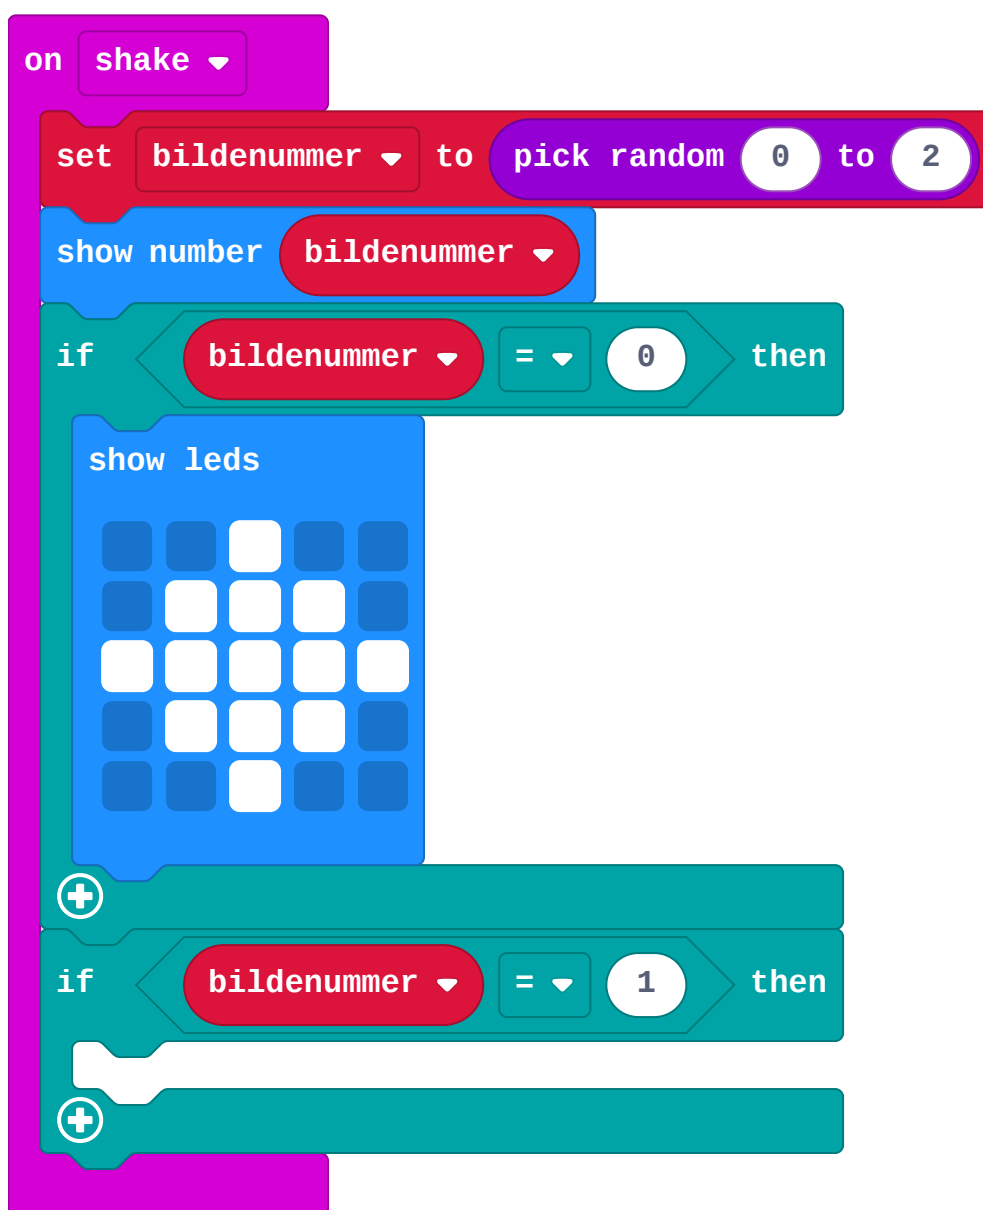 on shake
set bildenummer to pick random 0 to 2
show number bildenummer
if bildenummer = 0 then
show leds
if bildenummer = 1 then